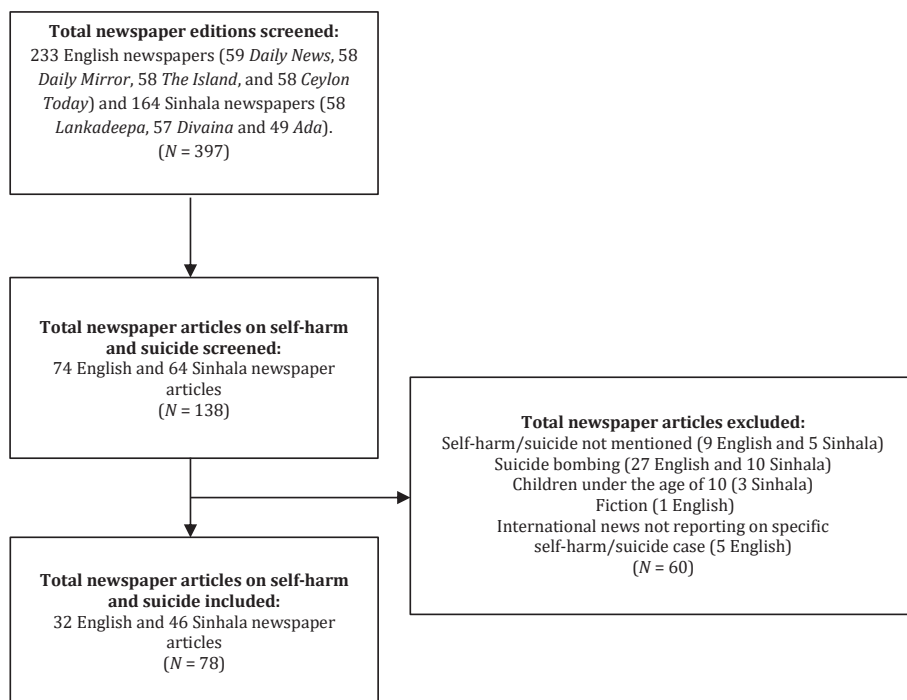 Total newspaper editions screened:
233 English newspapers (59 Daily News, 58
Daily Mirror, 58 The Island, and 58 Ceylon
Today) and 164 Sinhala newspapers (58
Lankadeepa, 57 Divaina and 49 Ada).
(N = 397)
Total newspaper articles on self-harm
and suicide screened:
74 English and 64 Sinhala newspaper
articles
(N = 138)
Total newspaper articles excluded:
Self-harm/suicide not mentioned (9 English and 5 Sinhala)
Suicide bombing (27 English and 10 Sinhala)
Children under the age of 10 (3 Sinhala)
Fiction (1 English)
International news not reporting on specific
self-harm/suicide case (5 English)
(N = 60)
Total newspaper articles on self-harm
and suicide included:
32 English and 46 Sinhala newspaper
articles
(N = 78)